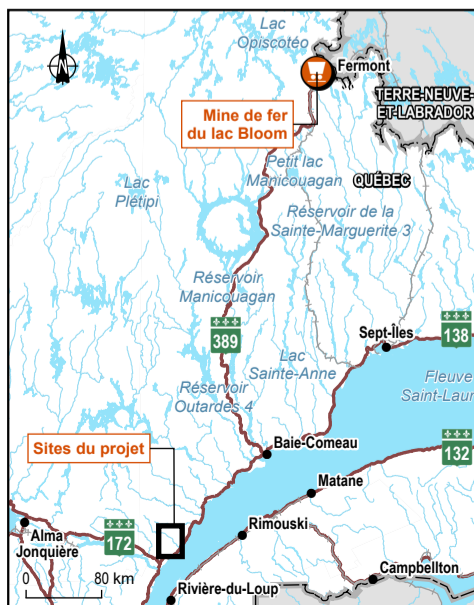 Lac
Opiscotéo
Fermont
TERRE-NEUVE-
ET-LABRADOR
Mine de fer
du lac Bloom
Petit lac
Manicouagan
QUÉBEC
Lac
Plétipi
Réservoir de la
Sainte-Marguerite 3
Réservoir
Manicouagan
389
Sept-Îles
138
Lac
Sainte-Anne
Fleuve
Saint-Laur
Réservoir
Outardes 4
Sites du projet
Baie-Comeau
132
Matane
Alma
Jonquière
172
Rimouski
0 80 km
Campbellton
Rivière-du-Loup